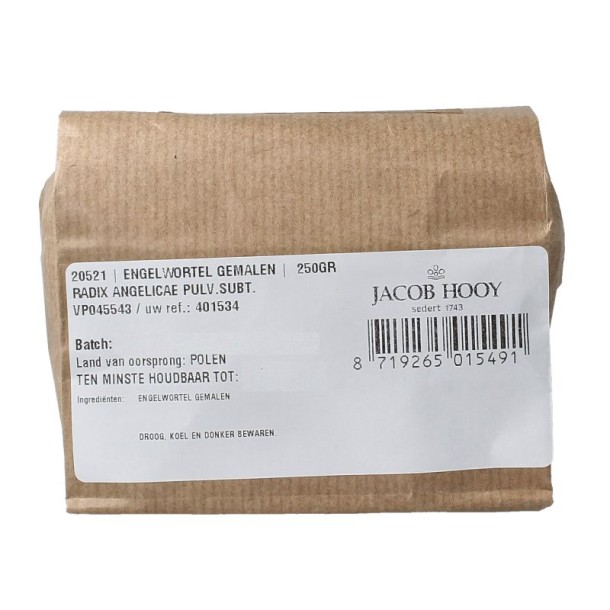 20521 | ENGELWORTEL GEMALEN | 250GR
RADIX ANGELICAE PULV.SUBT.
VP045543 / uw ref.: 401534
Batch:
Land van oorsprong: POLEN
TEN MINSTE HOUDBAAR TOT:
Ingrediënten: ENGELWORTEL GEMALEN
DROOG, KOEL EN DONKER BEWAREN.
JACOB HOOY
sedert 1743
8 719265 015491